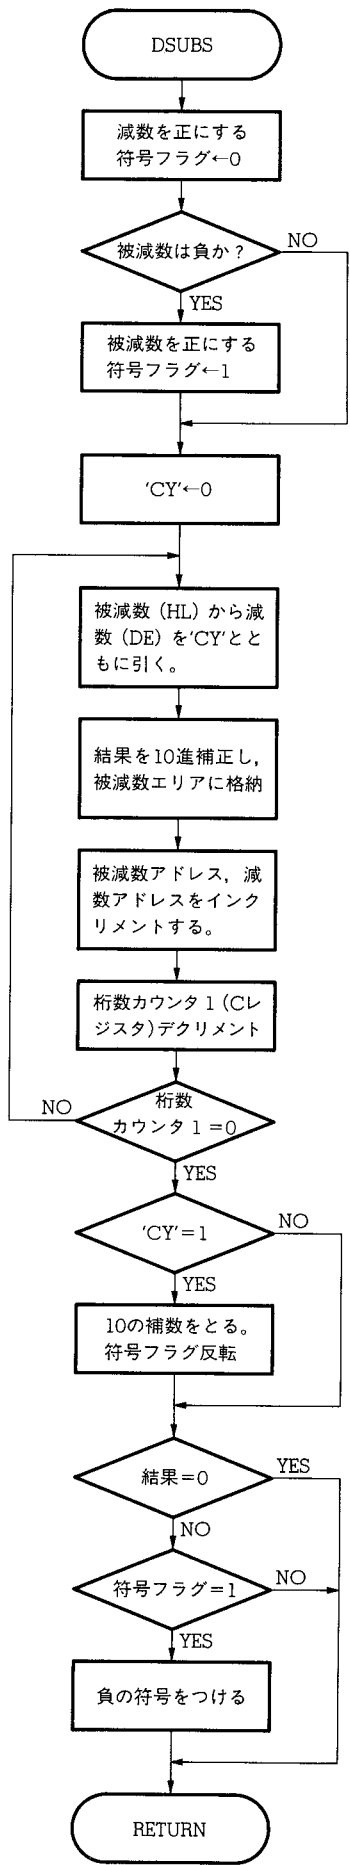 DSUBS
減数を正にする
符号フラグ←0
被減数は負か？
NO
YES
被減数を正にする
符号フラグ←1
'CY'←0
被減数（HL）から減
数（DE）を'CY'とと
もに引く。
結果を10進補正し，
被減数エリアに格納
被減数アドレス，減
数アドレスをインク
リメントする。
桁数カウンタ1（Cレ
ジスタ）デクリメント
桁数
カウンタ1＝0
NO
YES
'CY'＝1
NO
YES
10の補数をとる。
符号フラグ反転
結果＝0
YES
NO
符号フラグ＝1
NO
YES
負の符号をつける
RETURN